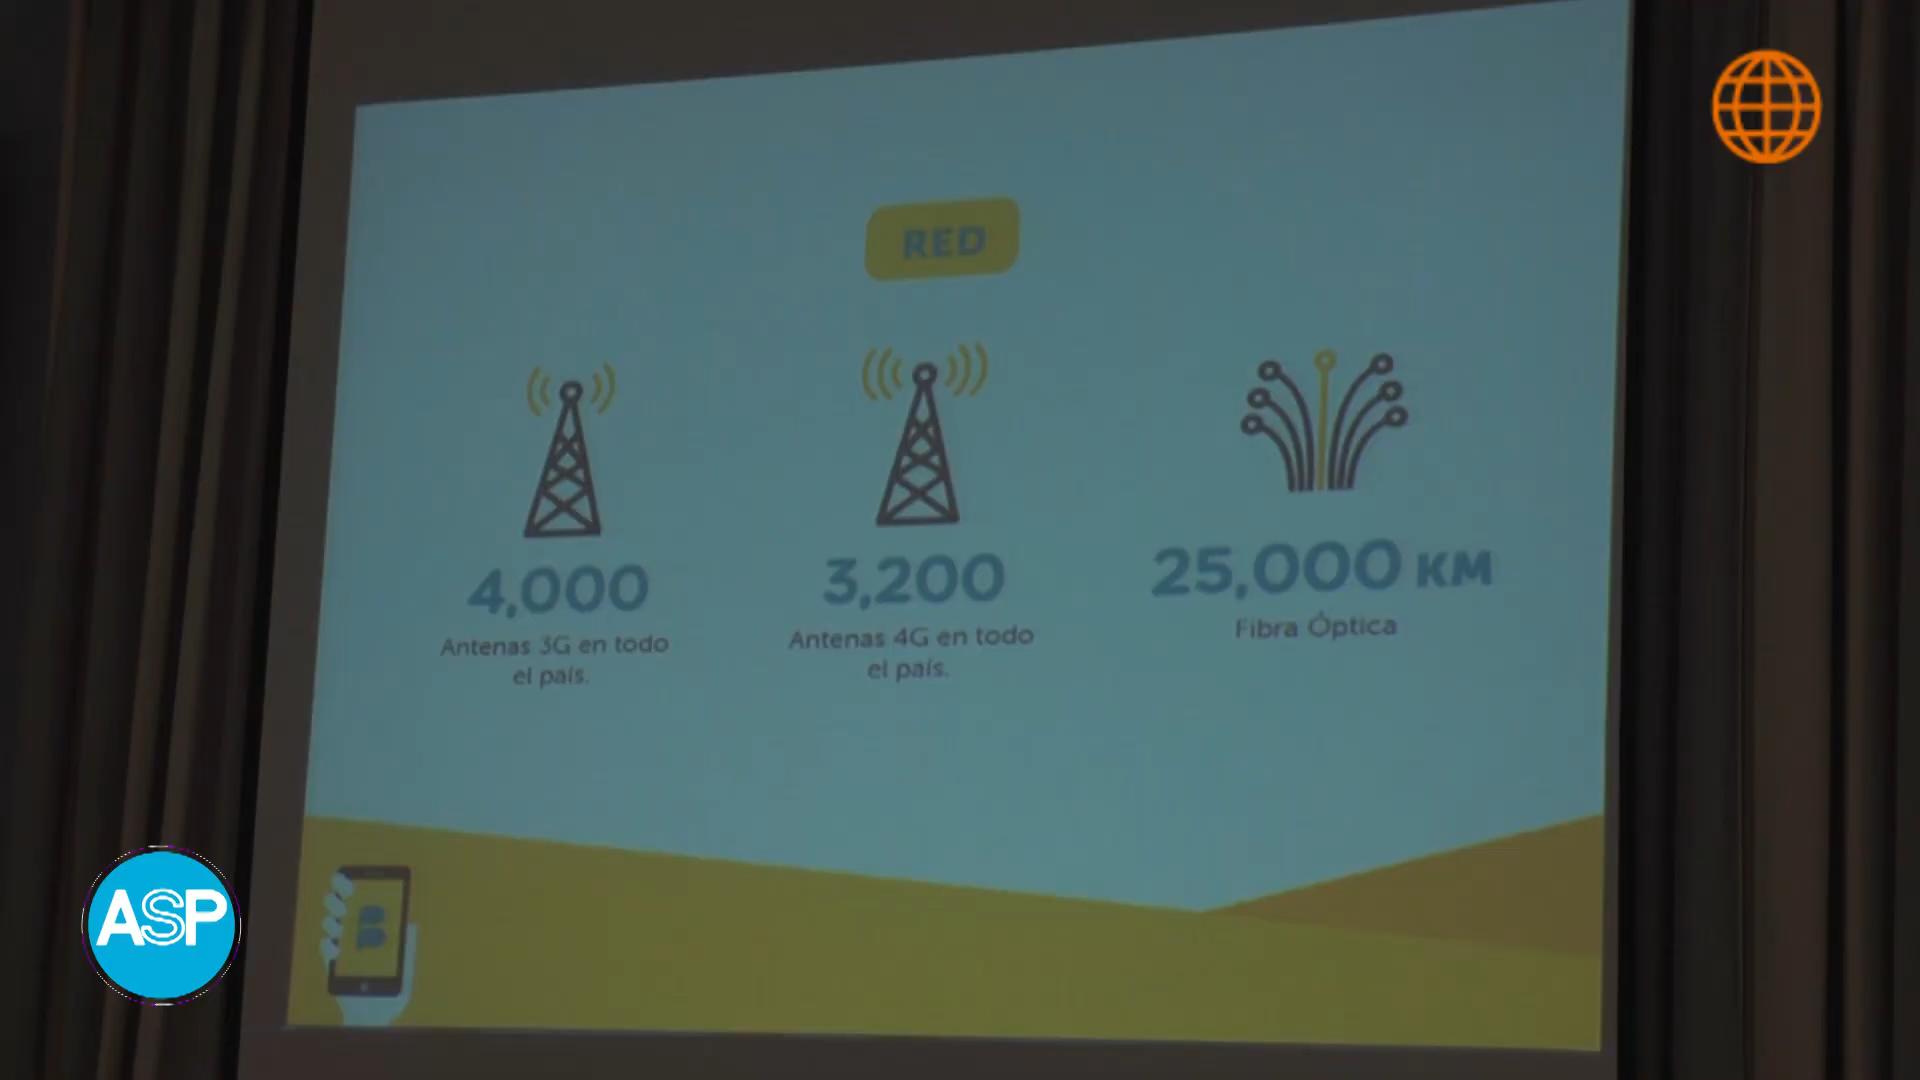 RED
4,000
Antenas 3G en todo
el país.
3,200
Antenas 4G en todo
el país.
25,000 KM
Fibra Óptica
B
ASP